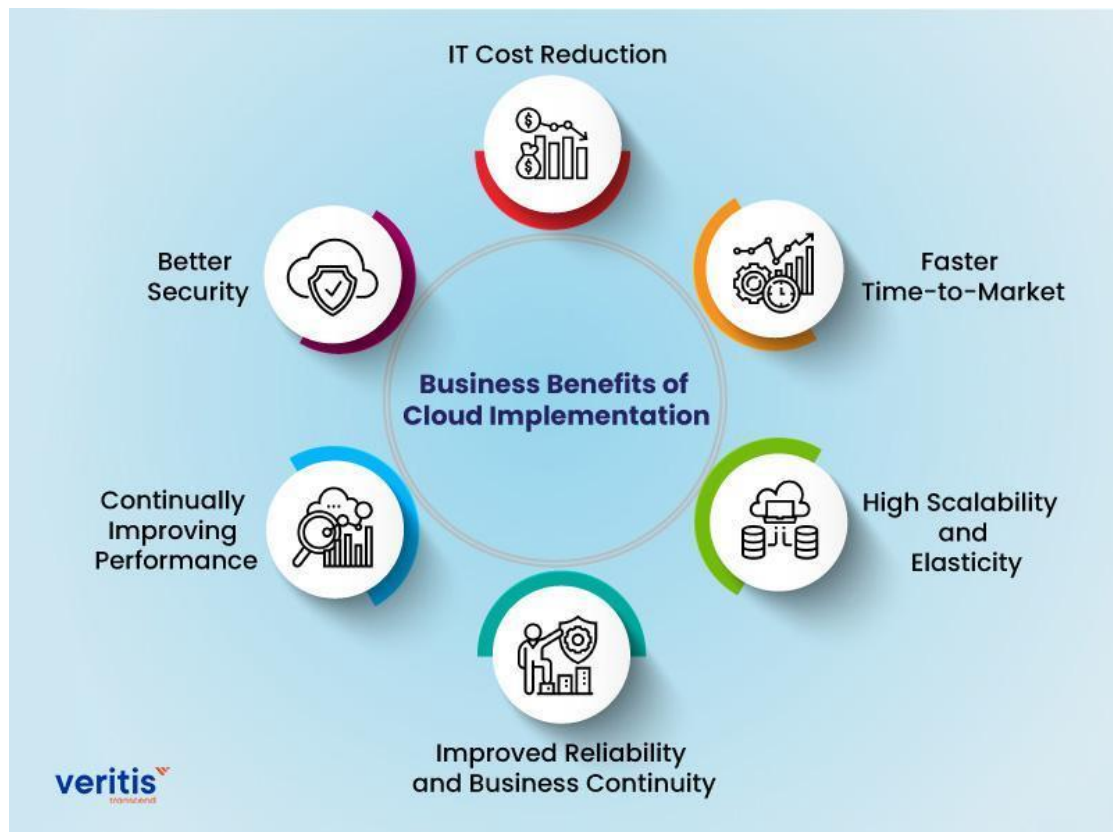 IT Cost Reduction
Better
Security
Faster
Time-to-Market
Business Benefits of
Cloud Implementation
Continually
Improving
Performance
High Scalability
and
Elasticity
Improved Reliability
and Business Continuity
veritis
transcend